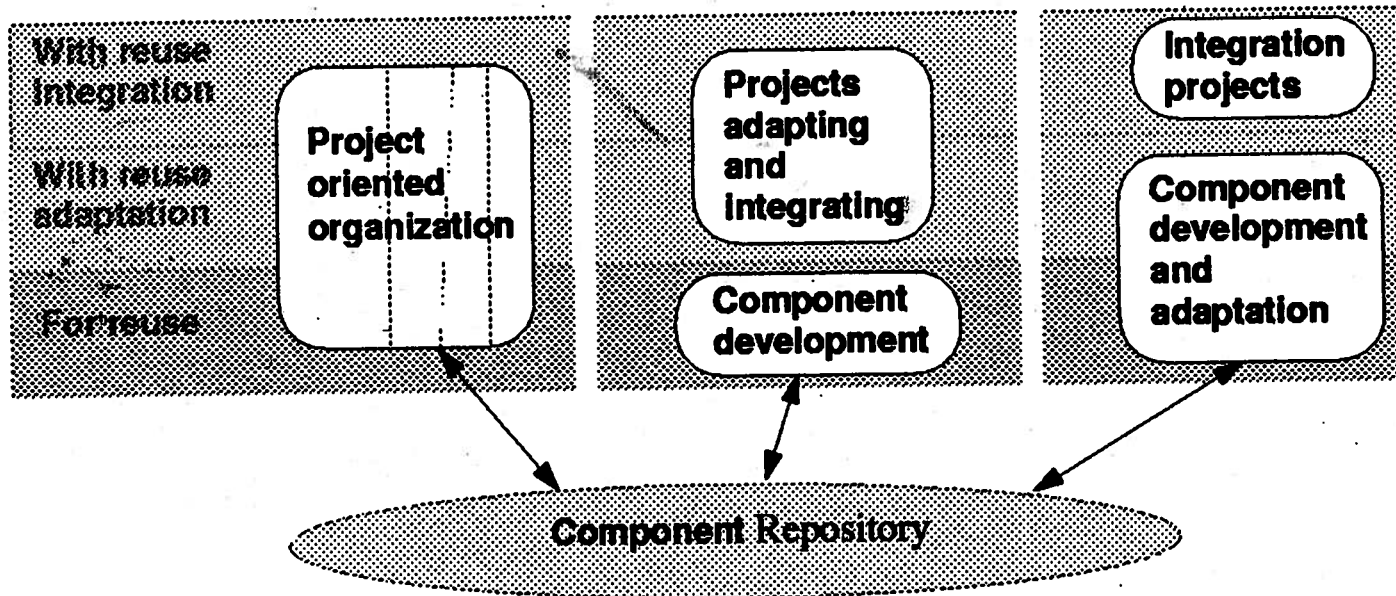 With reuse
Integration
With reuse
adaptation
For reuse
Project
oriented
organization
Projects
adapting
and
integrating
Component
development
Integration
projects
Component
development
and
adaptation
Component Repository